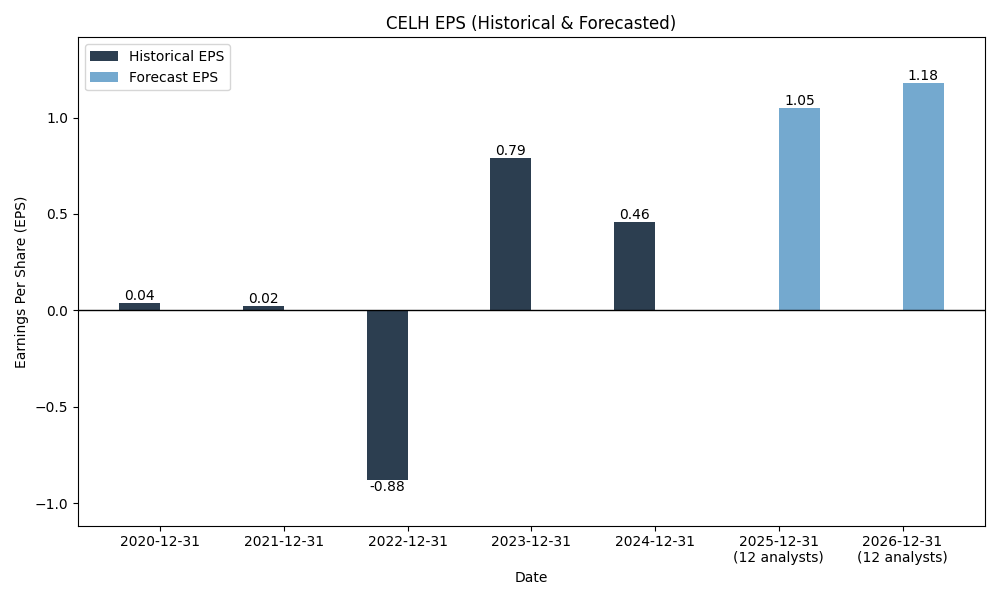 CELH EPS (Historical & Forecasted)
Historical EPS
Forecast EPS
Earnings Per Share (EPS)
1.0
0.5
0.0
−0.5
−1.0
0.04
0.02
-0.88
0.79
0.46
1.05
1.18
2020-12-31
2021-12-31
2022-12-31
2023-12-31
2024-12-31
2025-12-31
(12 analysts)
2026-12-31
(12 analysts)
Date